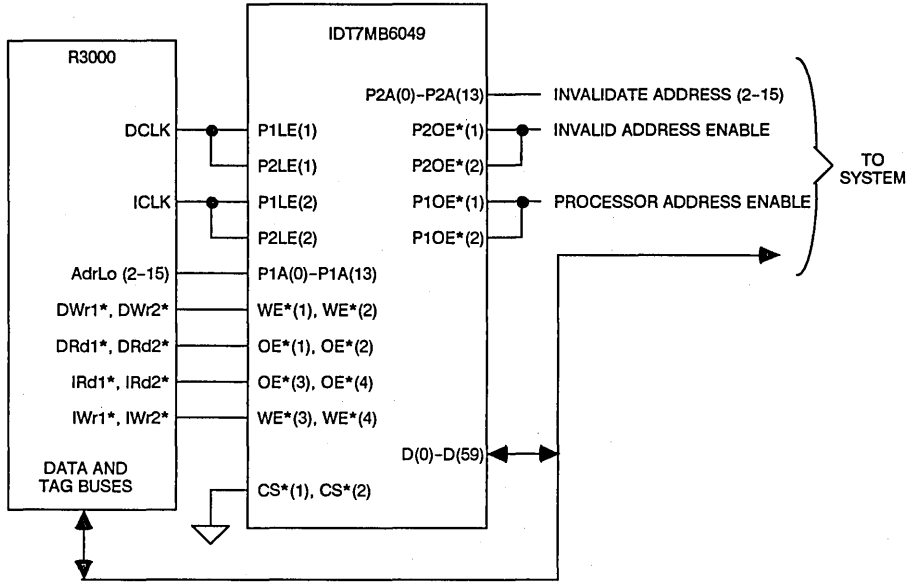 IDT7MB6049
R3000
P2A(0)–P2A(13)
INVALIDATE ADDRESS (2–15)
DCLK
P1LE(1)
P2OE*(1)
INVALID ADDRESS ENABLE
P2LE(1)
P2OE*(2)
TO
SYSTEM
ICLK
P1LE(2)
P1OE*(1)
PROCESSOR ADDRESS ENABLE
P2LE(2)
P1OE*(2)
AdrLo (2–15)
P1A(0)–P1A(13)
DWr1*, DWr2*
WE*(1), WE*(2)
DRd1*, DRd2*
OE*(1), OE*(2)
IRd1*, IRd2*
OE*(3), OE*(4)
IWr1*, IWr2*
WE*(3), WE*(4)
D(0)–D(59)
DATA AND
TAG BUSES
CS*(1), CS*(2)